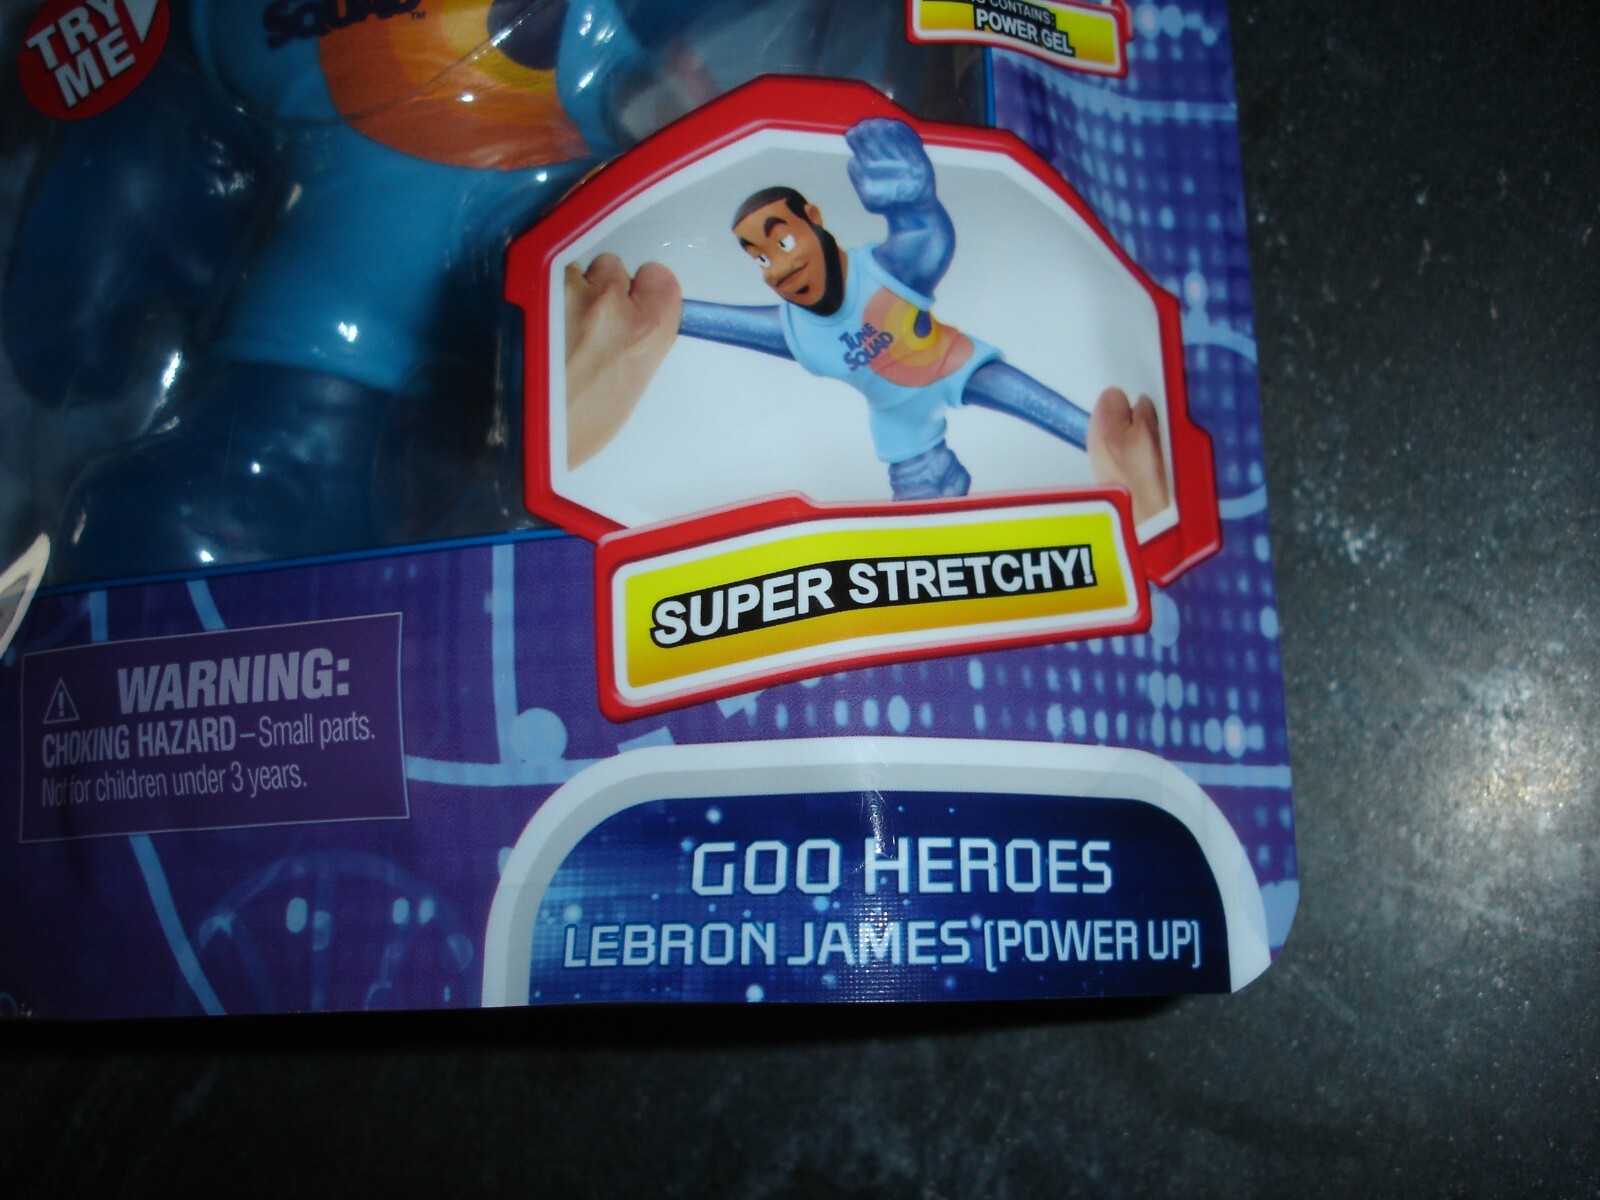 TRY
ME
SQUAD™
CONTAINS:
POWER GEL
TUNE
SQUAD
SUPER STRETCHY!
WARNING:
CHOKING HAZARD – Small parts.
Not for children under 3 years.
GOO HEROES
LEBRON JAMES (POWER UP)